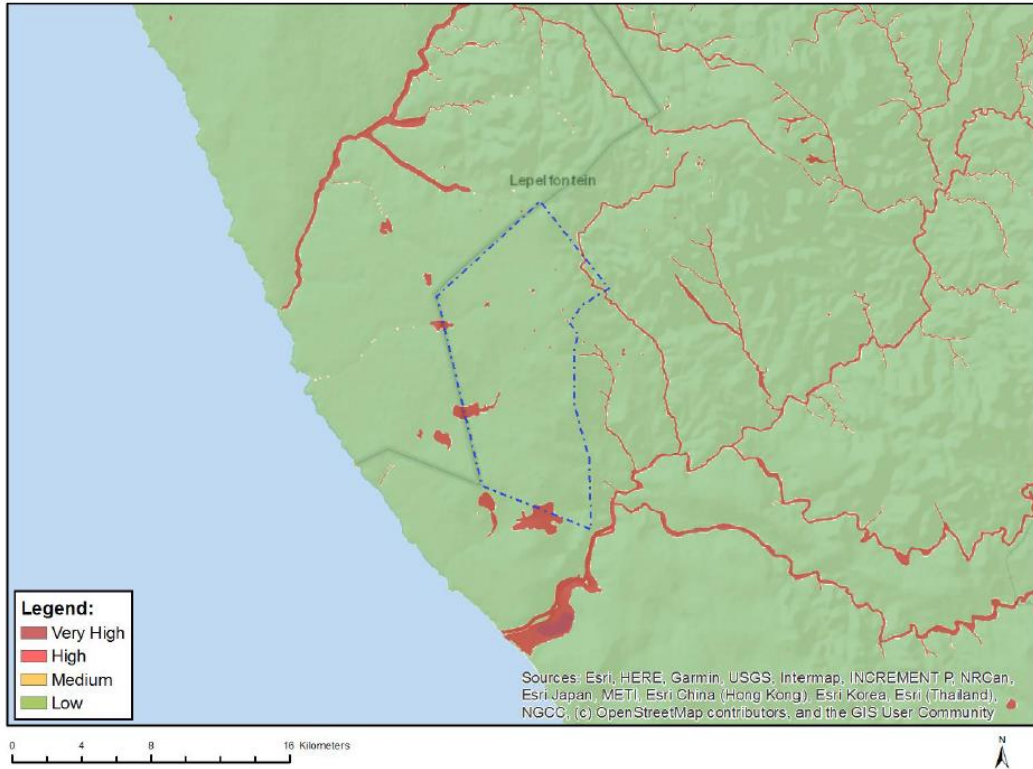 Lepelfontein
Legend:
Very High
High
Medium
Low
Sources: Esri, HERE, Garmin, USGS, Intermap, INCREMENT P, NRCan,
Esri Japan, METI, Esri China (Hong Kong), Esri Korea, Esri (Thailand),
NGCC, (c) OpenStreetMap contributors, and the GIS User Community
0 4 8 16 Kilometers
N